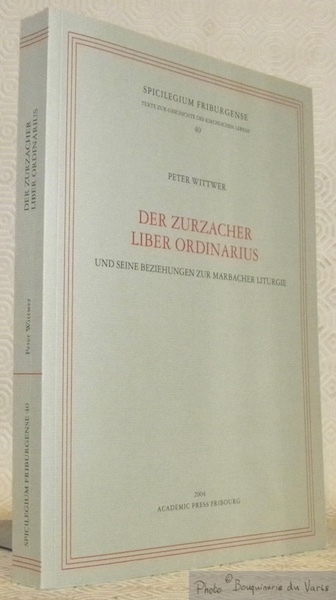 SPICILEGIUM FRIBURGENSE
TEXTE ZUR GESCHICHTE DES KIRCHLICHEN LEBENS
40
PETER WITTWER
DER ZURZACHER
LIBER ORDINARIUS
UND SEINE BEZIEHUNGEN ZUR MARBACHER LITURGIE
2004
ACADEMIC PRESS FRIBOURG
DER ZURZACHER
LIBER ORDINARIUS
Peter Wittwer
SPICILEGIUM FRIBURGENSE 40
Photo © Bouquinerie du Varis